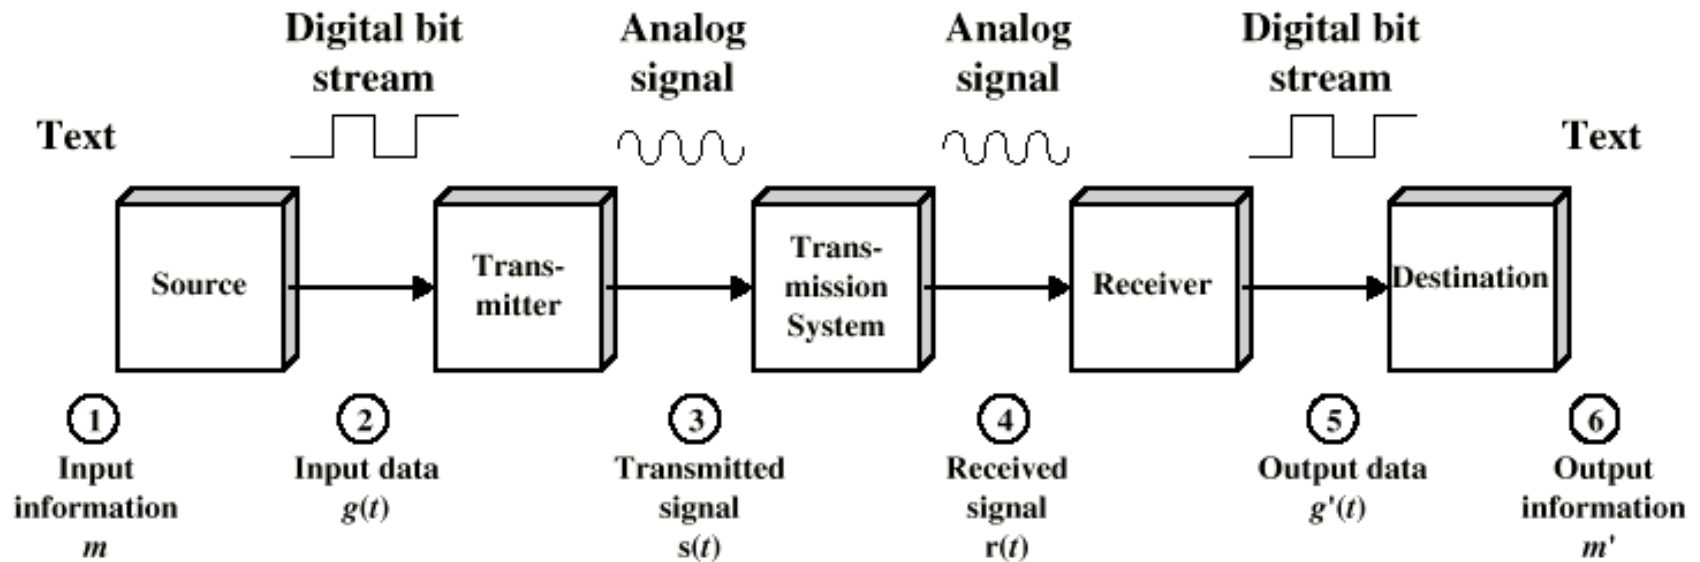 Digital bit
stream
Analog
signal
Analog
signal
Digital bit
stream
Text
Text
Source
Trans-
mitter
Trans-
mission
System
Receiver
Destination
1
Input
information
m
2
Input data
g(t)
3
Transmitted
signal
s(t)
4
Received
signal
r(t)
5
Output data
g'(t)
6
Output
information
m'